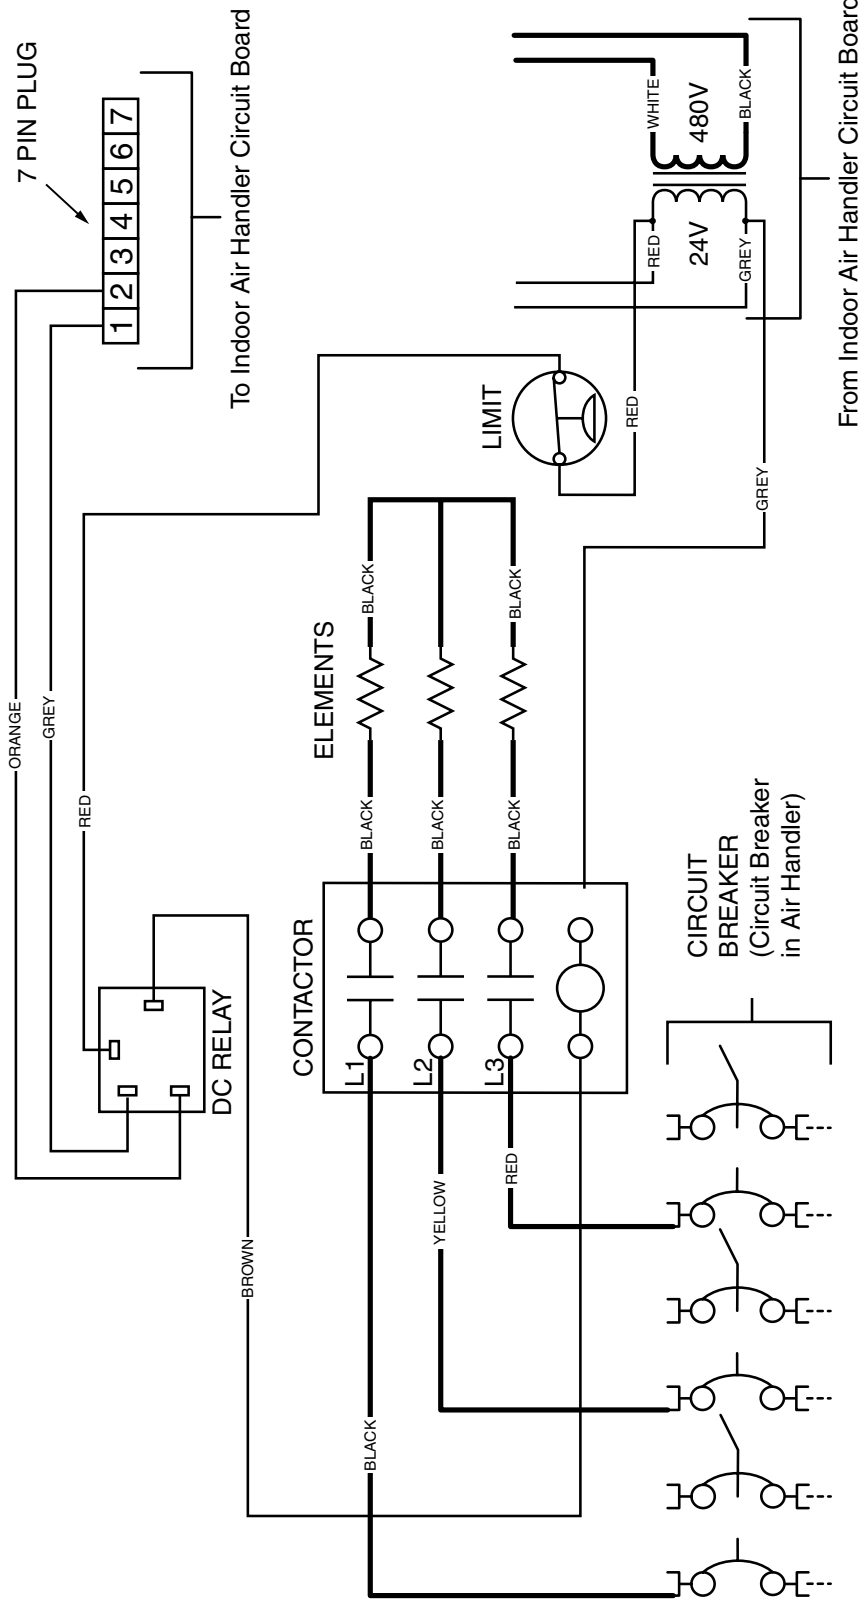 7 PIN PLUG
1 2 3 4 5 6 7
To Indoor Air Handler Circuit Board
ORANGE
GREY
RED
DC RELAY
BROWN
WHITE
BLACK
480V
24V
RED
GREY
From Indoor Air Handler Circuit Board
LIMIT
RED
GREY
ELEMENTS
BLACK
BLACK
BLACK
BLACK
BLACK
CONTACTOR
L1
L2
L3
BLACK
YELLOW
RED
CIRCUIT
BREAKER
(Circuit Breaker
in Air Handler)